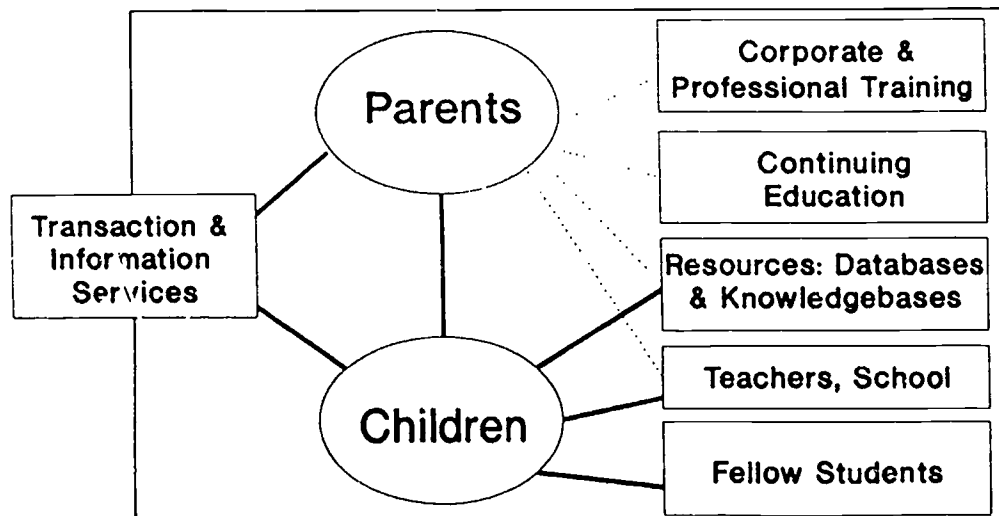 Parents
Corporate &
Professional Training
Continuing
Education
Transaction &
Information
Services
Resources: Databases
& Knowledgebases
Children
Teachers, School
Fellow Students